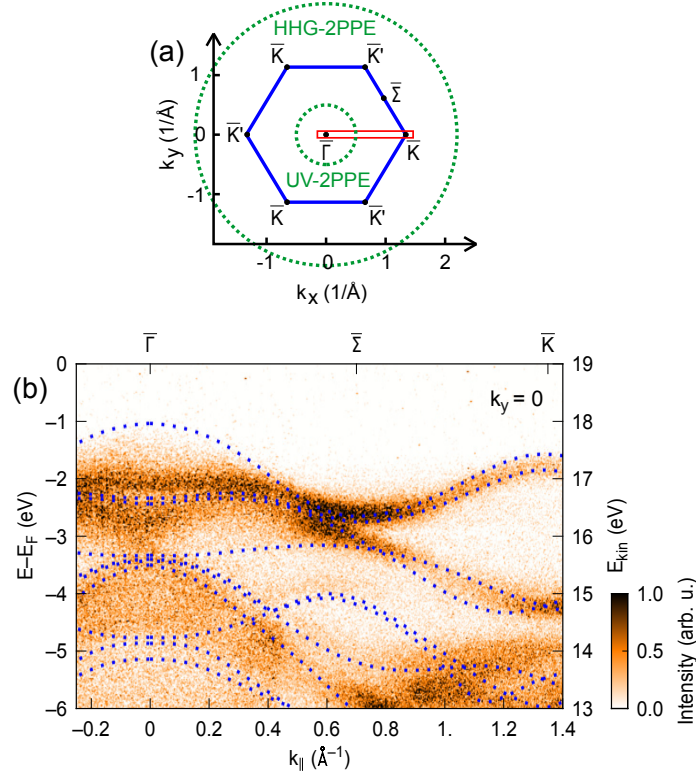 (a)
HHG-2PPE
K̅ K̅'
Σ̅
K̅' Γ̅ K̅
UV-2PPE
K̅ K̅'
1
0
-1
k_y (1/Å)
-1 0 1 2
k_x (1/Å)
(b)
Γ̅ Σ̅ K̅
k_y = 0
0
−1
−2
−3
−4
−5
−6
E–E_F (eV)
19
18
17
16
15
14
13
E_kin (eV)
−0.2 0 0.2 0.4 0.6 0.8 1. 1.2 1.4
k_∥ (Å⁻¹)
1.0
0.5
0.0
Intensity (arb. u.)